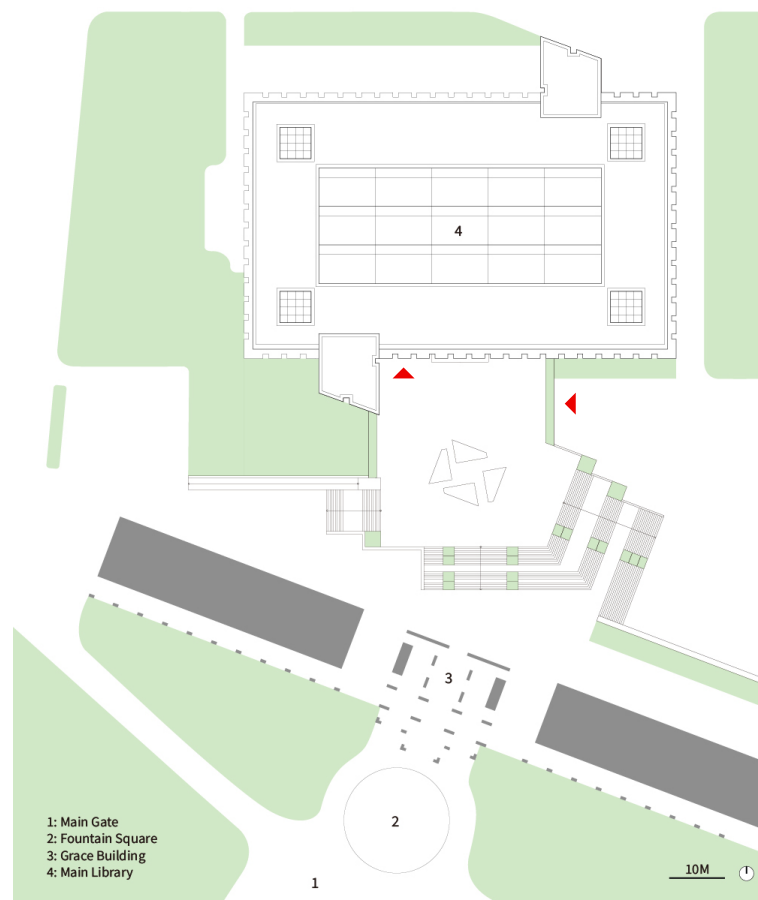 4
3
2
1: Main Gate
2: Fountain Square
3: Grace Building
4: Main Library
1
10M